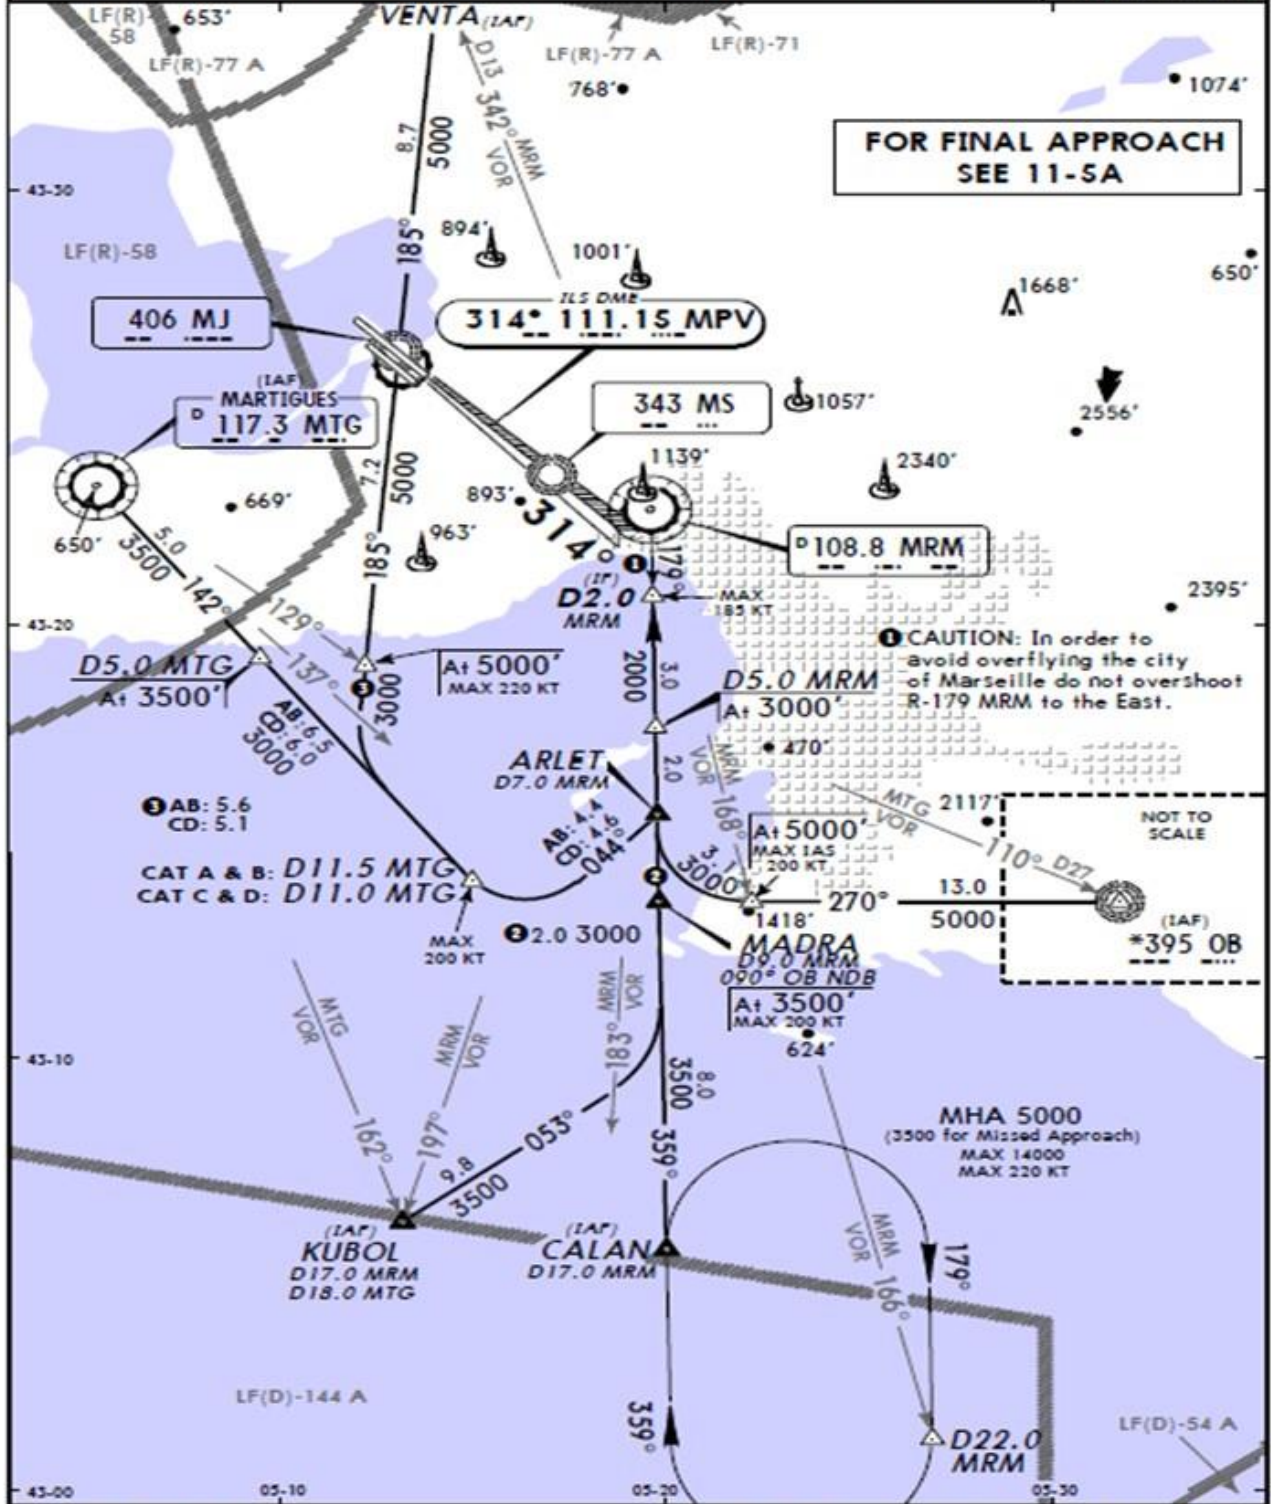 VENTA (IAF)
LF(R)-
58
653'
LF(R)-77 A
LF(R)-77 A
LF(R)-71
D13
342° MRM
VOR
768'
1074'
8.7
5000
FOR FINAL APPROACH
SEE 11-5A
43-30
LF(R)-58
185°
894'
1001'
650'
1668'
ILS DME
314° 111.15 MPV
406 MJ
(IAF)
MARTIGUES
D 117.3 MTG
343 MS
1057'
2556'
1139'
2340'
7.2
5000
893'
669'
650'
963'
314°
D 108.8 MRM
5.0
3500
142°
185°
179°
1
(IF)
D2.0
MRM
MAX
185 KT
2395'
43-20
129°
137°
D5.0 MTG
At 3500'
At 5000'
MAX 220 KT
3
3000
3.0
2000
1 CAUTION: In order to
avoid overflying the city
of Marseille do not overshoot
R-179 MRM to the East.
D5.0 MRM
At 3000'
AB: 6.5
CD: 6.0
3000
470'
ARLET
D7.0 MRM
2.0
MRM
VOR
168°
3 AB: 5.6
CD: 5.1
MTG
VOR
110° D27
2117'
NOT TO
SCALE
AB: 4.4
CD: 4.6
044°
At 5000'
MAX IAS
200 KT
CAT A & B: D11.5 MTG
CAT C & D: D11.0 MTG
2
3.1
3000
270°
13.0
5000
1418'
(IAF)
*395 OB
MAX
200 KT
2 2.0 3000
MADRA
D9.0 MRM
090° OB NDB
At 3500'
MAX 200 KT
624'
MTG
VOR
162°
MRM
VOR
197°
183° MRM
VOR
43-10
8.0
3500
359°
053°
9.8
3500
MHA 5000
(3500 for Missed Approach)
MAX 14000
MAX 220 KT
(IAF)
KUBOL
D17.0 MRM
D18.0 MTG
(IAF)
CALAN
D17.0 MRM
MRM
VOR
166°
179°
LF(D)-144 A
359°
D22.0
MRM
LF(D)-54 A
43-00
05-10
05-20
05-30